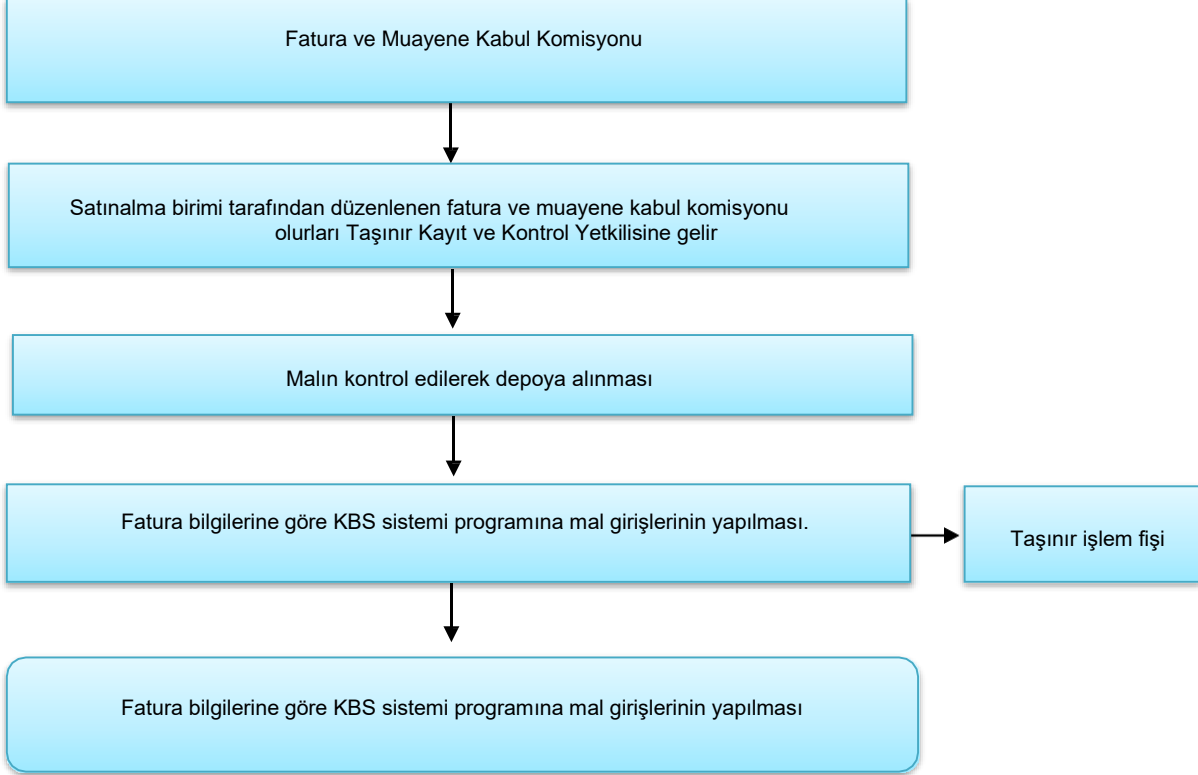 Fatura ve Muayene Kabul Komisyonu
Satınalma birimi tarafından düzenlenen fatura ve muayene kabul komisyonu
olurları Taşınır Kayıt ve Kontrol Yetkilisine gelir
Malın kontrol edilerek depoya alınması
Fatura bilgilerine göre KBS sistemi programına mal girişlerinin yapılması.
Taşınır işlem fişi
Fatura bilgilerine göre KBS sistemi programına mal girişlerinin yapılması